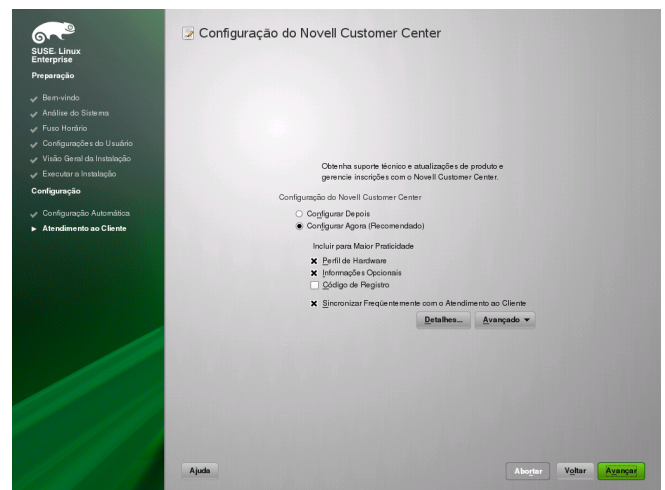 SUSE. Linux
Enterprise
Preparação
Bem-vindo
Análise do Sistema
Fuso Horário
Configurações do Usuário
Visão Geral da Instalação
Executar a Instalação
Configuração
Configuração Automática
Atendimento ao Cliente
Configuração do Novell Customer Center
Obtenha suporte técnico e atualizações de produto e
gerencie inscrições com o Novell Customer Center.
Configuração do Novell Customer Center
Configurar Depois
Configurar Agora (Recomendado)
Incluir para Maior Praticidade
Perfil de Hardware
Informações Opcionais
Código de Registro
Sincronizar Freqüentemente com o Atendimento ao Cliente
Detalhes... Avançado
Ajuda Abortar Voltar Avançar